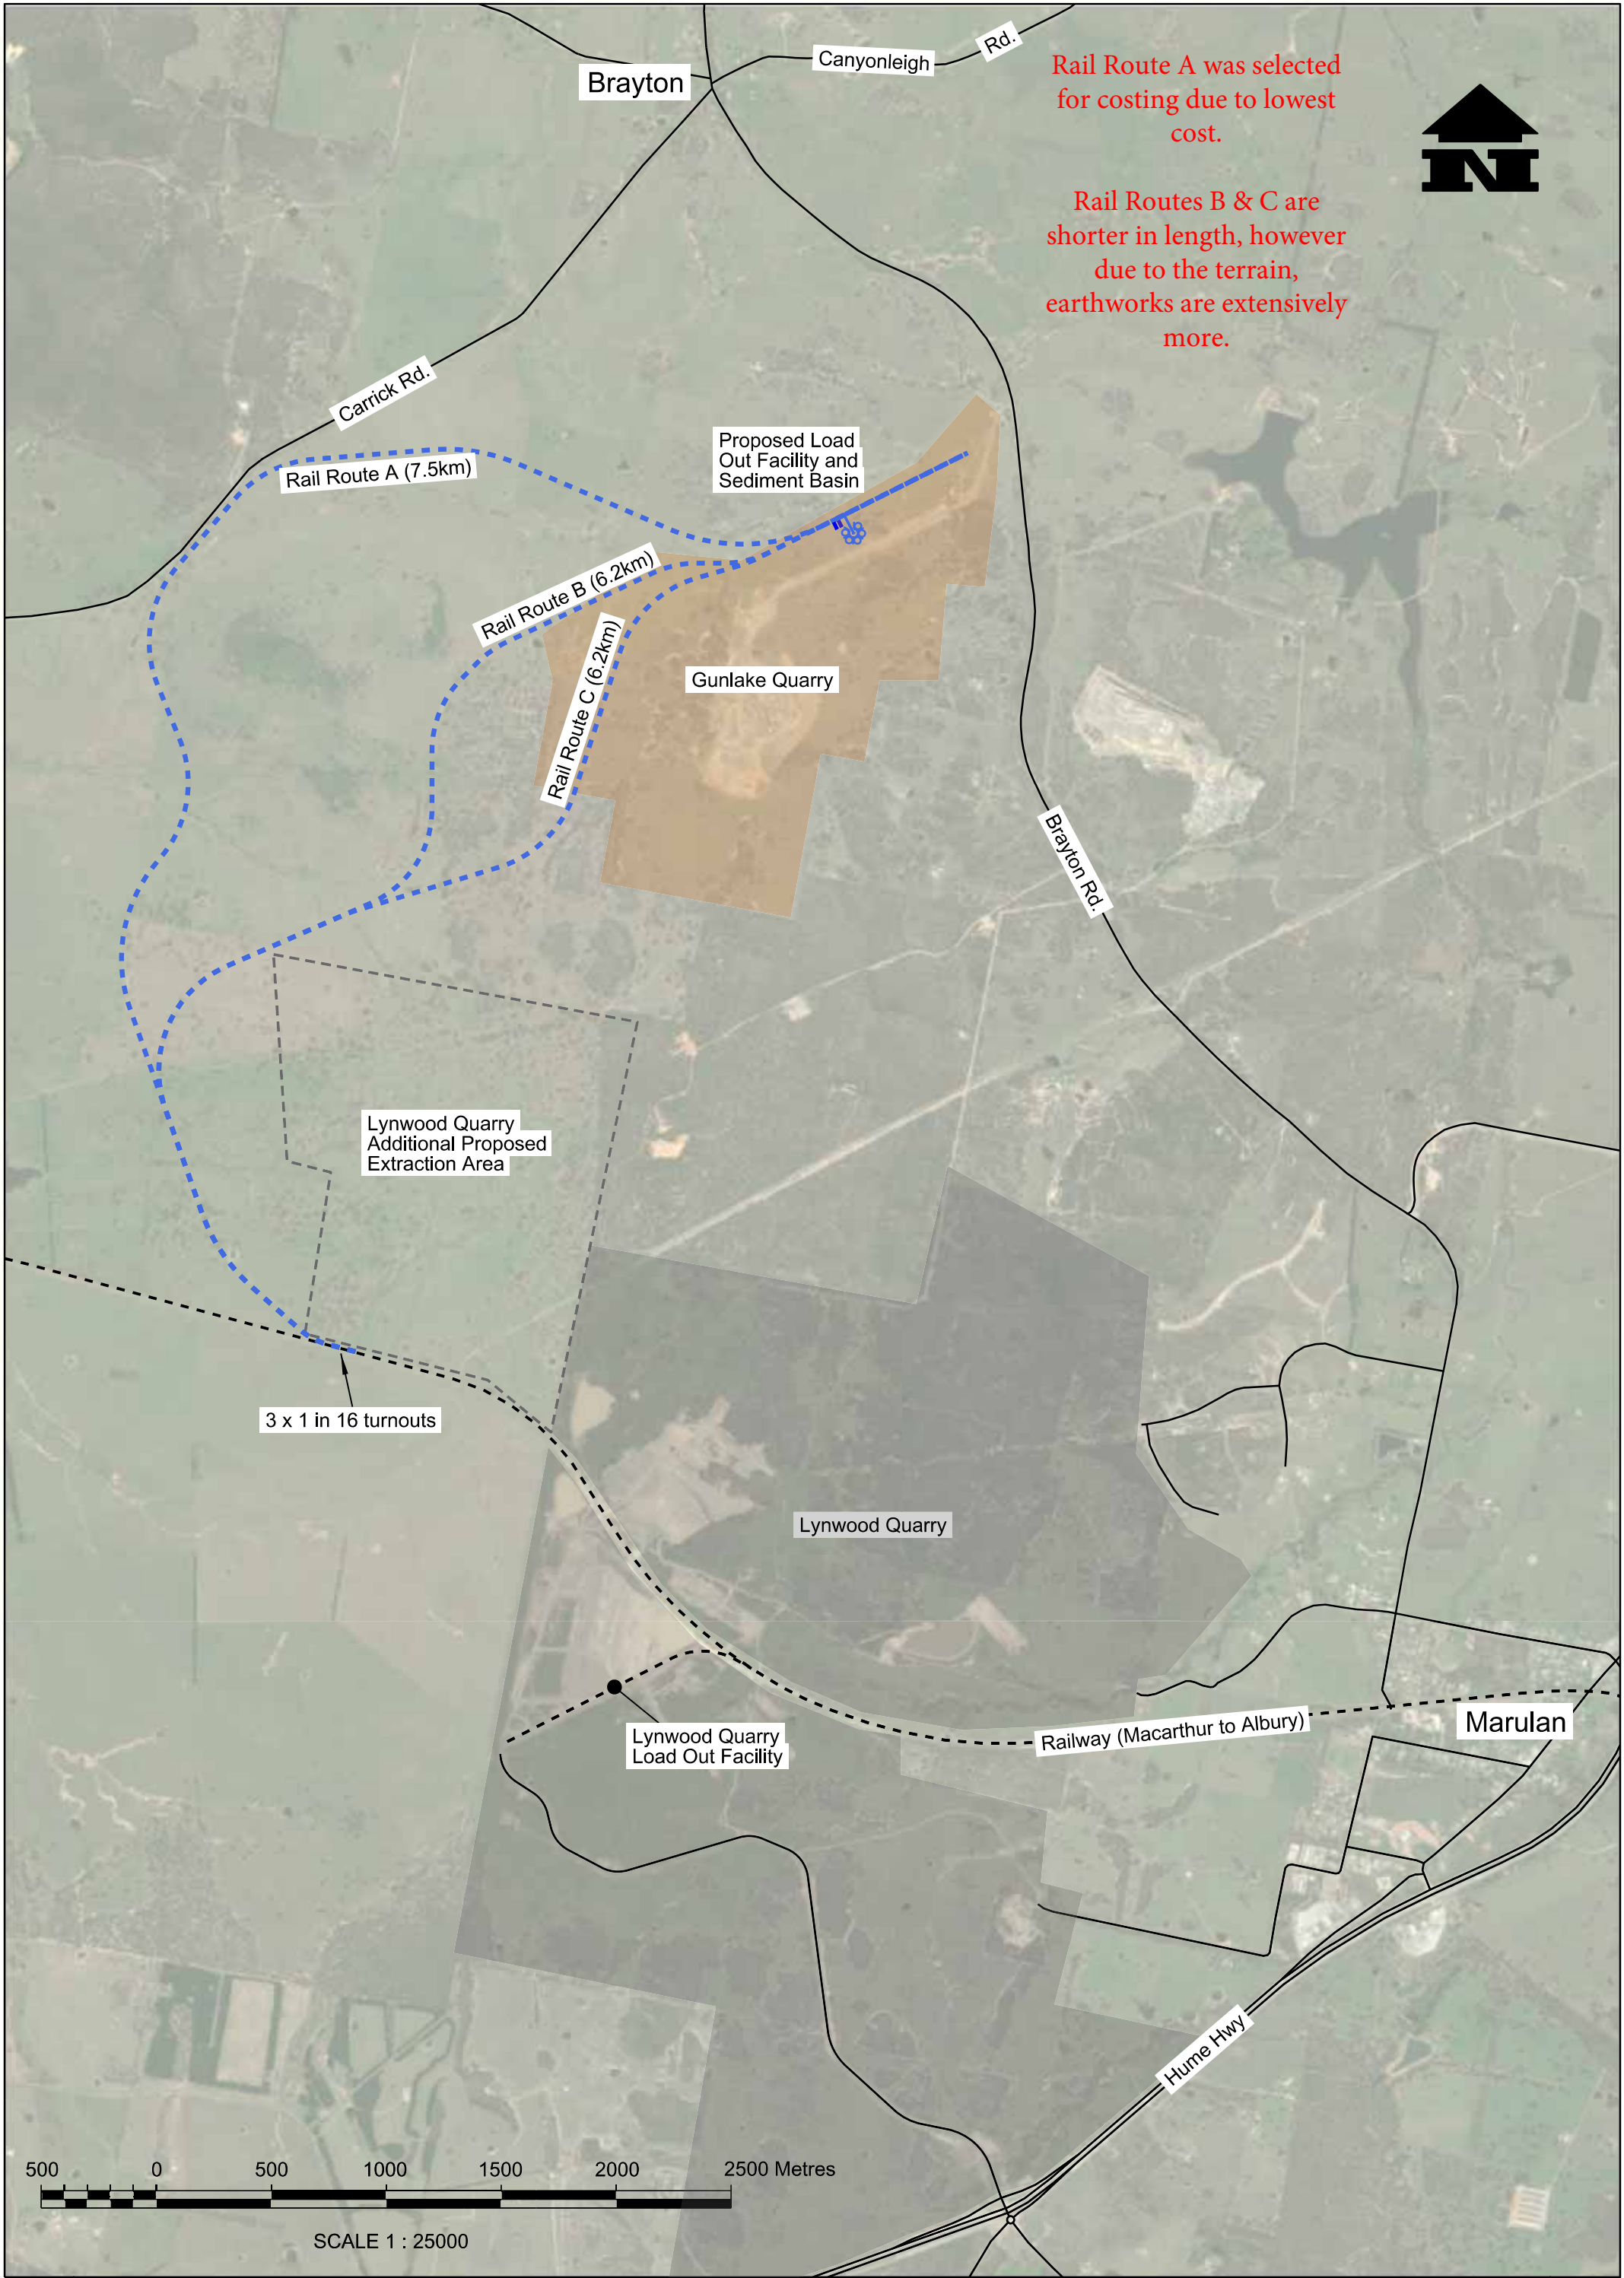 Canyonleigh
Rd.
Brayton
Rail Route A was selected
for costing due to lowest
cost.
Rail Routes B & C are
shorter in length, however
due to the terrain,
earthworks are extensively
more.
N
Carrick Rd.
Rail Route A (7.5km)
Proposed Load
Out Facility and
Sediment Basin
Rail Route B (6.2km)
Rail Route C (6.2km)
Gunlake Quarry
Brayton Rd.
Lynwood Quarry
Additional Proposed
Extraction Area
3 x 1 in 16 turnouts
Lynwood Quarry
Lynwood Quarry
Load Out Facility
Railway (Macarthur to Albury)
Marulan
Hume Hwy
500 0 500 1000 1500 2000 2500 Metres
SCALE 1 : 25000